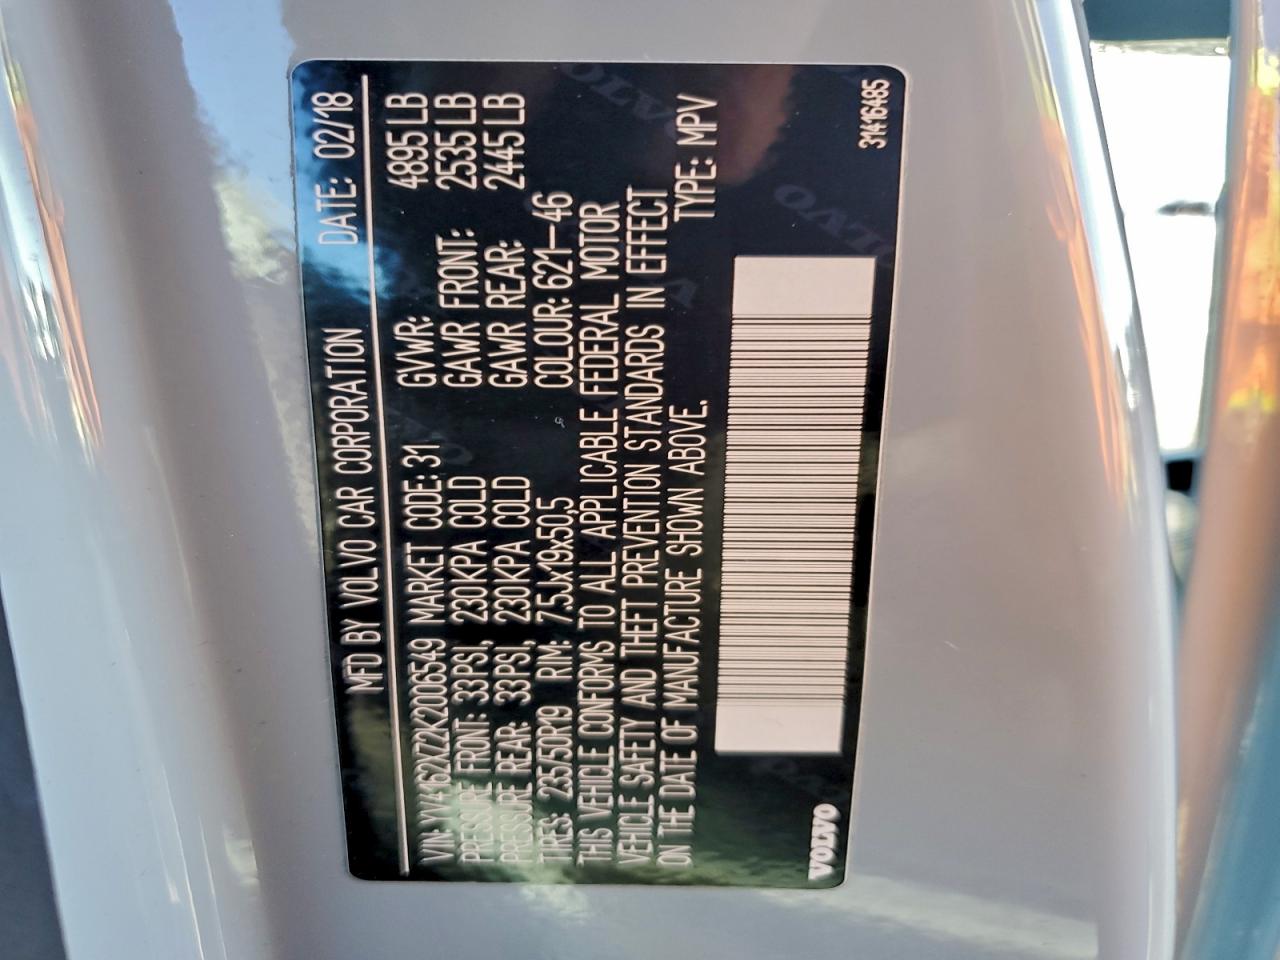 MFD BY VOLVO CAR CORPORATION DATE: 02/18
VIN: YV4162XZ2K2006549 MARKET CODE: 31 GVWR: 4895 LB
PRESSURE FRONT: 33PSI, 230KPA COLD GAWR FRONT: 2535 LB
PRESSURE REAR: 33PSI, 230KPA COLD GAWR REAR: 2445 LB
TIRES: 235/50R19 RIM: 7.5Jx19x50,5 COLOUR: 621-46
THIS VEHICLE CONFORMS TO ALL APPLICABLE FEDERAL MOTOR
VEHICLE SAFETY AND THEFT PREVENTION STANDARDS IN EFFECT
ON THE DATE OF MANUFACTURE SHOWN ABOVE. TYPE: MPV
VOLVO 31416485